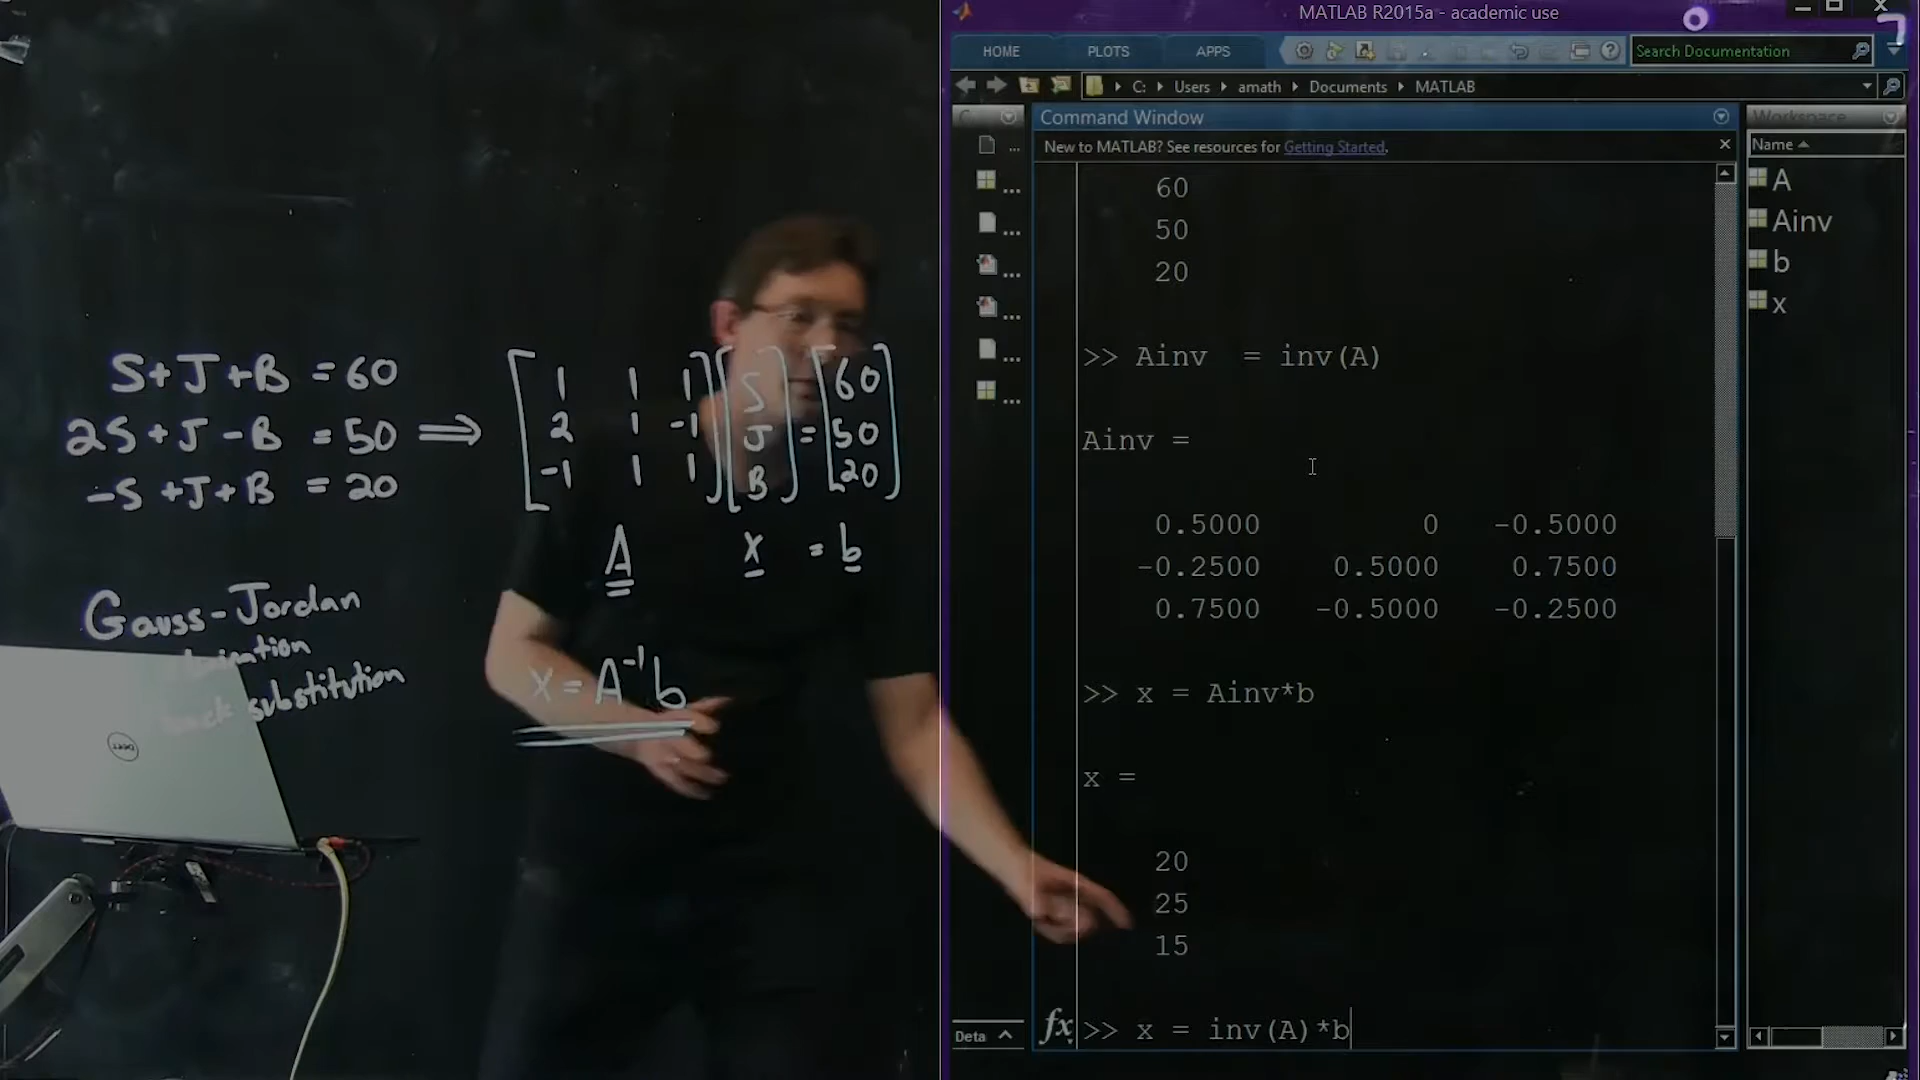 S+J+B = 60
2S+J-B = 50
-S+J+B = 20
⟹
1 1 1
2 1 -1
-1 1 1
S
J
B
=
60
50
20
A x = b
Gauss-Jordan
substitution
x = A⁻¹b
DELL
MATLAB R2015a - academic use
HOME PLOTS APPS
Search Documentation
C: Users amath Documents MATLAB
Command Window
New to MATLAB? See resources for Getting Started.
60
50
20
>> Ainv = inv(A)
Ainv =
0.5000 0 -0.5000
-0.2500 0.5000 0.7500
0.7500 -0.5000 -0.2500
>> x = Ainv*b
x =
20
25
15
fx >> x = inv(A)*b
Deta
Workspace
Name
A
Ainv
b
x